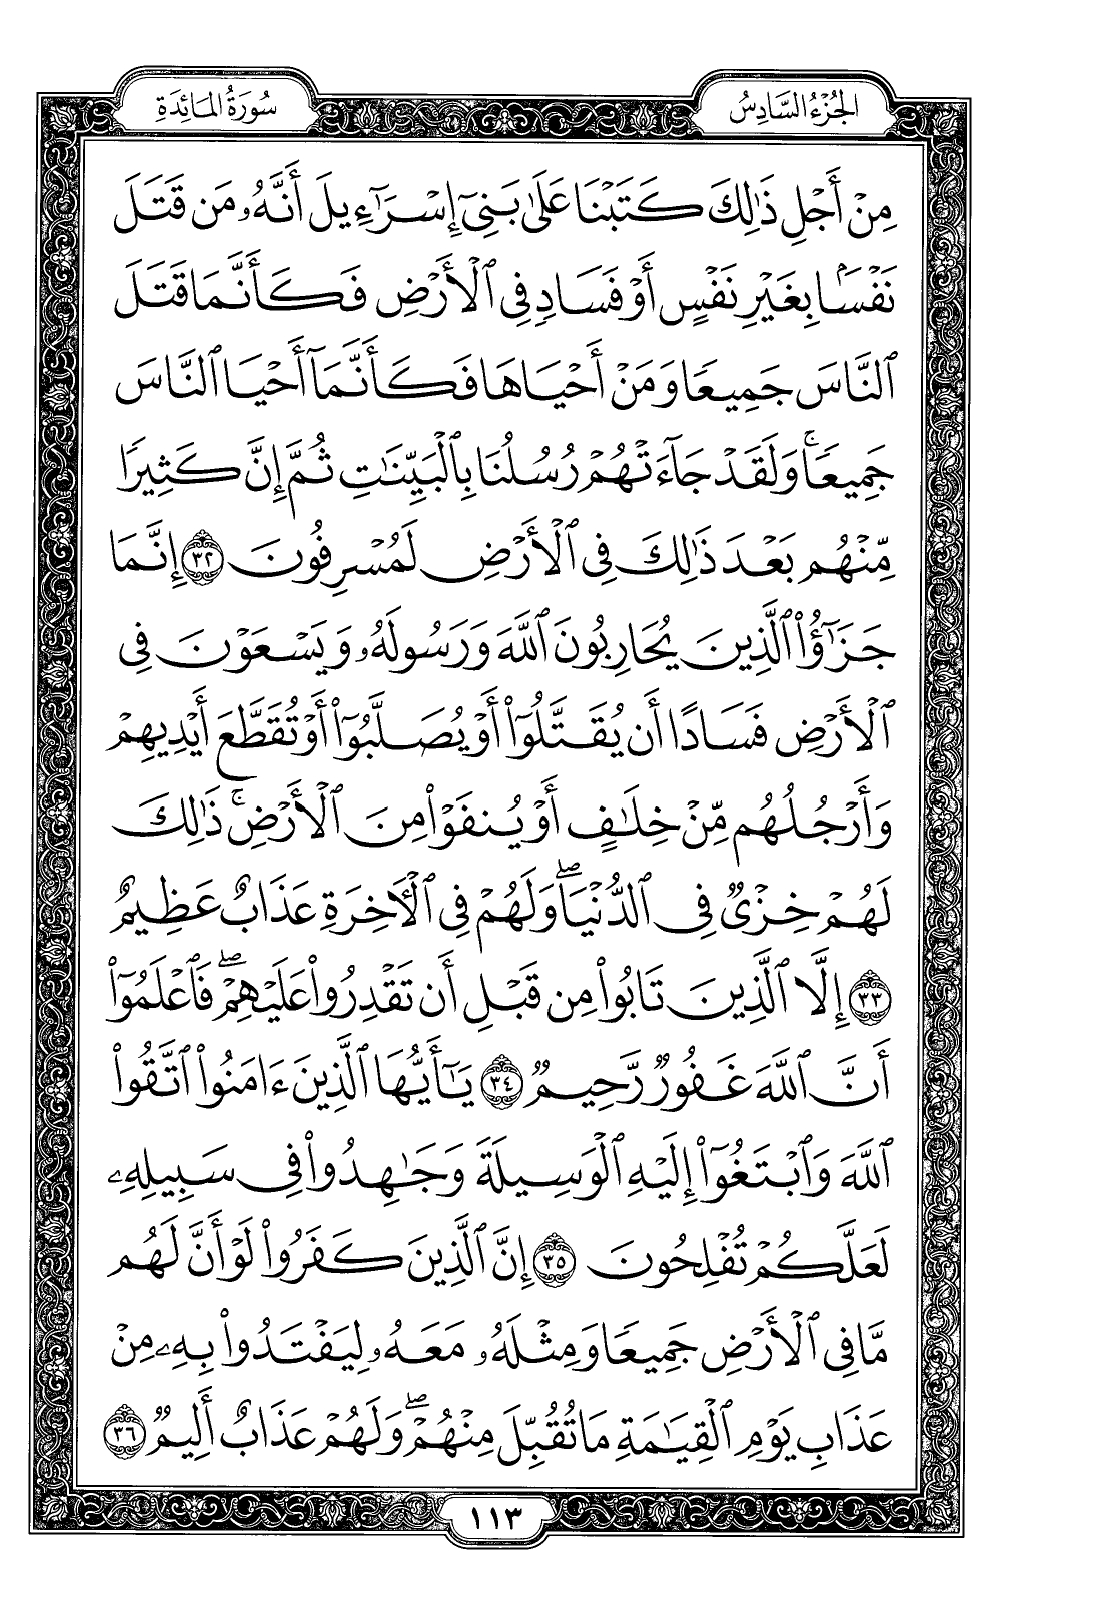 الجُزْءُ السَّادِسُ
سُورَةُ المَائِدَةِ
مِنْ أَجْلِ ذَٰلِكَ كَتَبْنَا عَلَىٰ بَنِىٓ إِسْرَٰٓءِيلَ أَنَّهُۥ مَن قَتَلَ
نَفْسَۢا بِغَيْرِ نَفْسٍ أَوْ فَسَادٍ فِى ٱلْأَرْضِ فَكَأَنَّمَا قَتَلَ
ٱلنَّاسَ جَمِيعًا وَمَنْ أَحْيَاهَا فَكَأَنَّمَآ أَحْيَا ٱلنَّاسَ
جَمِيعًا ۚ وَلَقَدْ جَآءَتْهُمْ رُسُلُنَا بِٱلْبَيِّنَٰتِ ثُمَّ إِنَّ كَثِيرًا
مِّنْهُم بَعْدَ ذَٰلِكَ فِى ٱلْأَرْضِ لَمُسْرِفُونَ ٣٢ إِنَّمَا
جَزَٰٓؤُا۟ ٱلَّذِينَ يُحَارِبُونَ ٱللَّهَ وَرَسُولَهُۥ وَيَسْعَوْنَ فِى
ٱلْأَرْضِ فَسَادًا أَن يُقَتَّلُوٓا۟ أَوْ يُصَلَّبُوٓا۟ أَوْ تُقَطَّعَ أَيْدِيهِمْ
وَأَرْجُلُهُم مِّنْ خِلَٰفٍ أَوْ يُنفَوْا۟ مِنَ ٱلْأَرْضِ ۚ ذَٰلِكَ
لَهُمْ خِزْىٌ فِى ٱلدُّنْيَا ۖ وَلَهُمْ فِى ٱلْـَٔاخِرَةِ عَذَابٌ عَظِيمٌ
٣٣ إِلَّا ٱلَّذِينَ تَابُوا۟ مِن قَبْلِ أَن تَقْدِرُوا۟ عَلَيْهِمْ ۖ فَٱعْلَمُوٓا۟
أَنَّ ٱللَّهَ غَفُورٌ رَّحِيمٌ ٣٤ يَٰٓأَيُّهَا ٱلَّذِينَ ءَامَنُوا۟ ٱتَّقُوا۟
ٱللَّهَ وَٱبْتَغُوٓا۟ إِلَيْهِ ٱلْوَسِيلَةَ وَجَٰهِدُوا۟ فِى سَبِيلِهِۦ
لَعَلَّكُمْ تُفْلِحُونَ ٣٥ إِنَّ ٱلَّذِينَ كَفَرُوا۟ لَوْ أَنَّ لَهُم
مَّا فِى ٱلْأَرْضِ جَمِيعًا وَمِثْلَهُۥ مَعَهُۥ لِيَفْتَدُوا۟ بِهِۦ مِنْ
عَذَابِ يَوْمِ ٱلْقِيَٰمَةِ مَا تُقُبِّلَ مِنْهُمْ ۖ وَلَهُمْ عَذَابٌ أَلِيمٌ ٣٦
١١٣